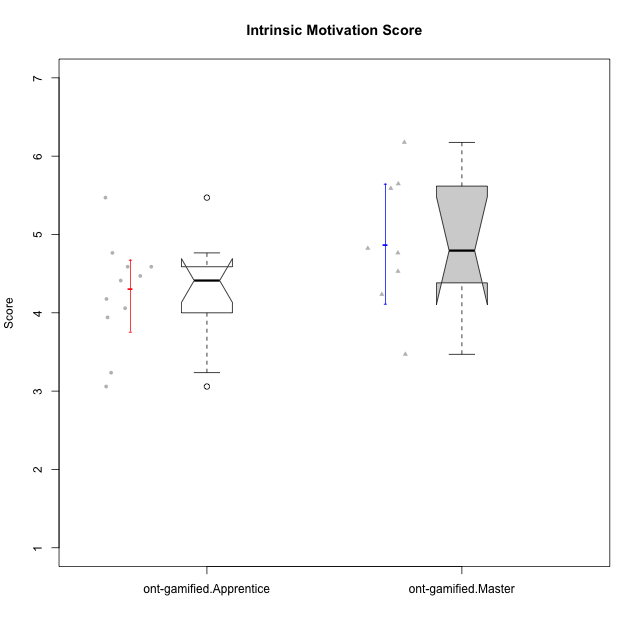 Intrinsic Motivation Score
7
6
5
4
3
2
1
Score
ont-gamified.Apprentice
ont-gamified.Master